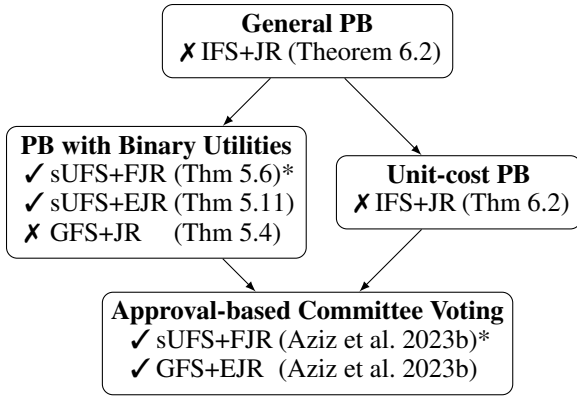 General PB
✗ IFS+JR (Theorem 6.2)
PB with Binary Utilities
✓ sUFS+FJR (Thm 5.6)*
✓ sUFS+EJR (Thm 5.11)
✗ GFS+JR (Thm 5.4)
Unit-cost PB
✗ IFS+JR (Thm 6.2)
Approval-based Committee Voting
✓ sUFS+FJR (Aziz et al. 2023b)*
✓ GFS+EJR (Aziz et al. 2023b)